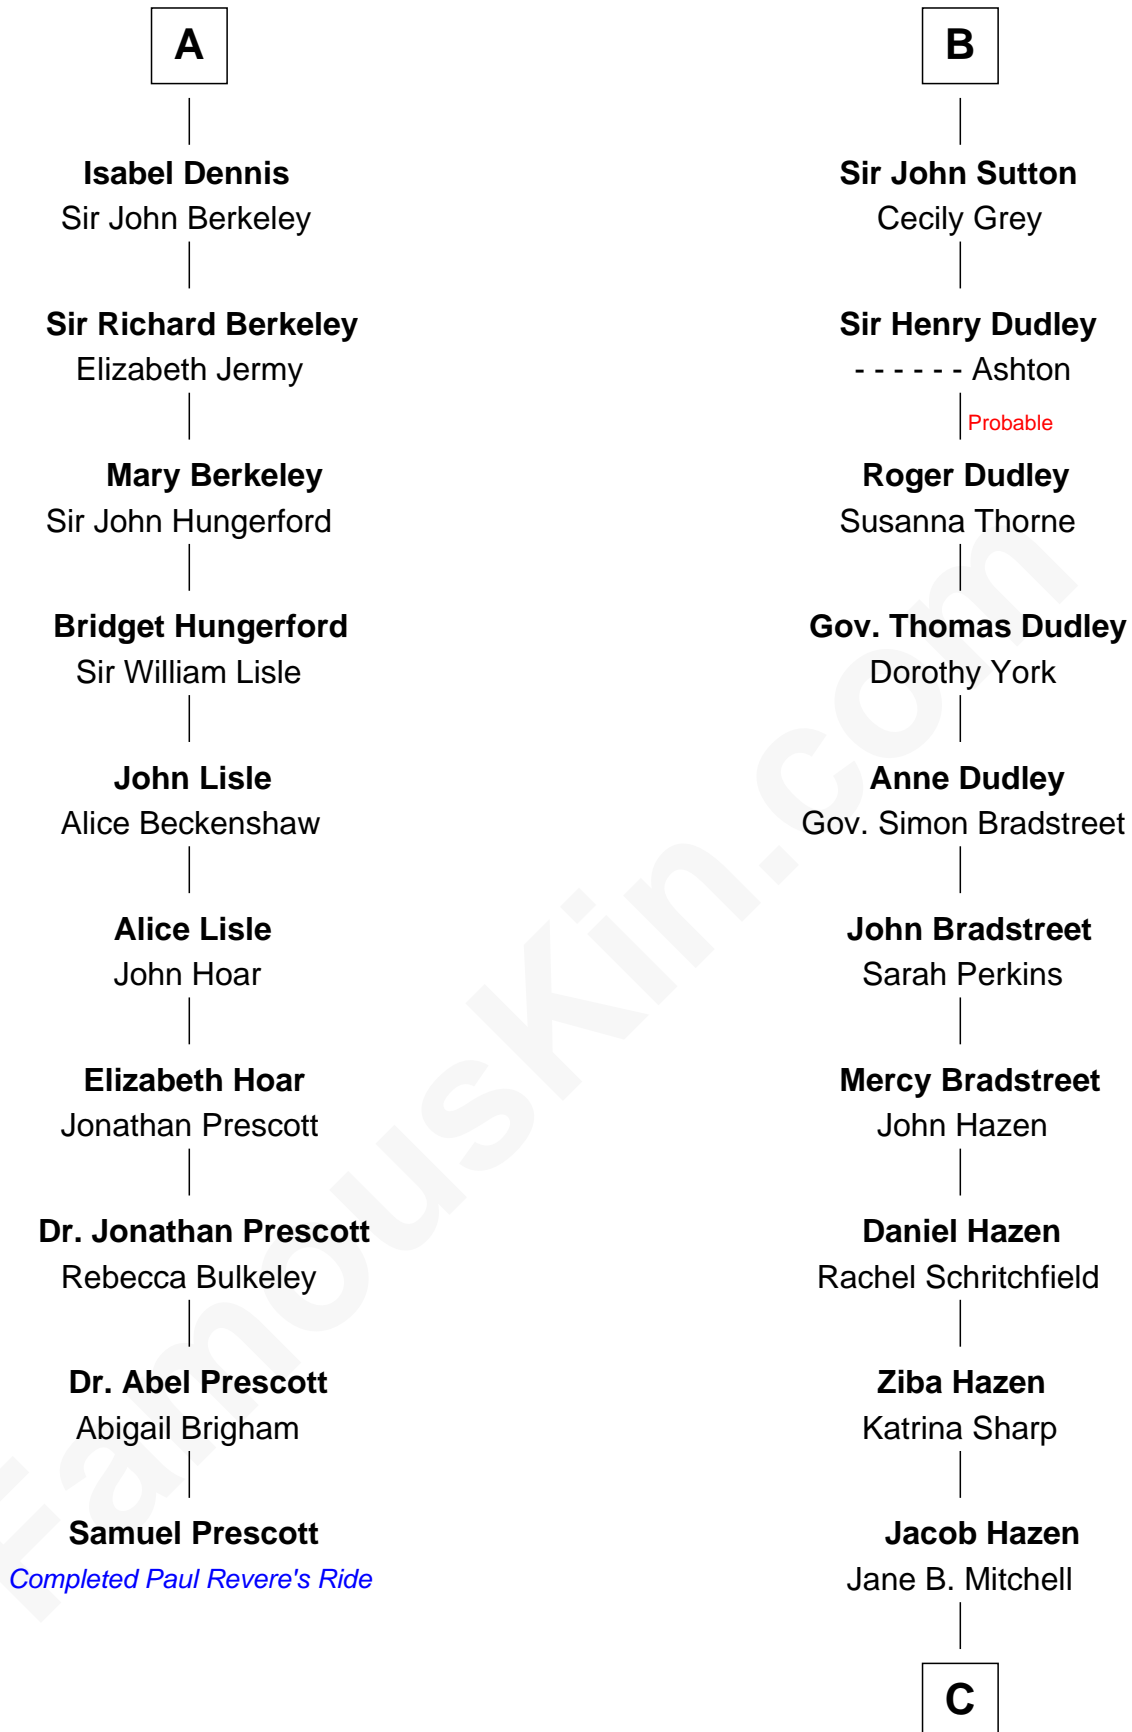 A
Isabel Dennis
Sir John Berkeley
Sir Richard Berkeley
Elizabeth Jermy
Mary Berkeley
Sir John Hungerford
Bridget Hungerford
Sir William Lisle
John Lisle
Alice Beckenshaw
Alice Lisle
John Hoar
Elizabeth Hoar
Jonathan Prescott
Dr. Jonathan Prescott
Rebecca Bulkeley
Dr. Abel Prescott
Abigail Brigham
Samuel Prescott
Completed Paul Revere's Ride
B
Sir John Sutton
Cecily Grey
Sir Henry Dudley
- - - - - - Ashton
Probable
Roger Dudley
Susanna Thorne
Gov. Thomas Dudley
Dorothy York
Anne Dudley
Gov. Simon Bradstreet
John Bradstreet
Sarah Perkins
Mercy Bradstreet
John Hazen
Daniel Hazen
Rachel Schritchfield
Ziba Hazen
Katrina Sharp
Jacob Hazen
Jane B. Mitchell
C
FamousKin.com